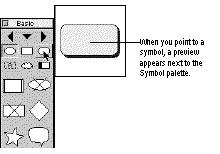 Basic
When you point to a
symbol, a preview
appears next to the
Symbol palette.